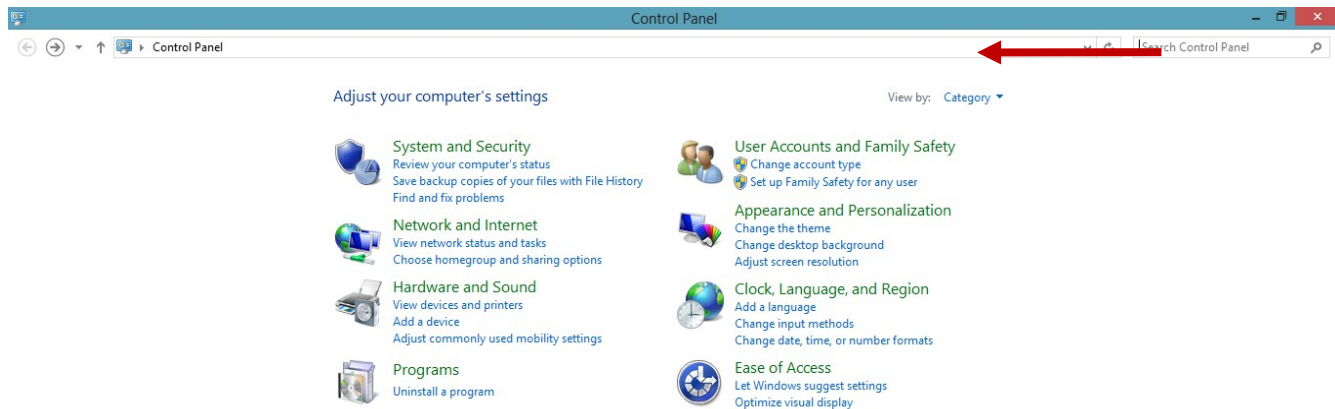 Control Panel
Control Panel
Search Control Panel
Adjust your computer's settings
View by: Category
System and Security
Review your computer's status
Save backup copies of your files with File History
Find and fix problems
Network and Internet
View network status and tasks
Choose homegroup and sharing options
Hardware and Sound
View devices and printers
Add a device
Adjust commonly used mobility settings
Programs
Uninstall a program
User Accounts and Family Safety
Change account type
Set up Family Safety for any user
Appearance and Personalization
Change the theme
Change desktop background
Adjust screen resolution
Clock, Language, and Region
Add a language
Change input methods
Change date, time, or number formats
Ease of Access
Let Windows suggest settings
Optimize visual display